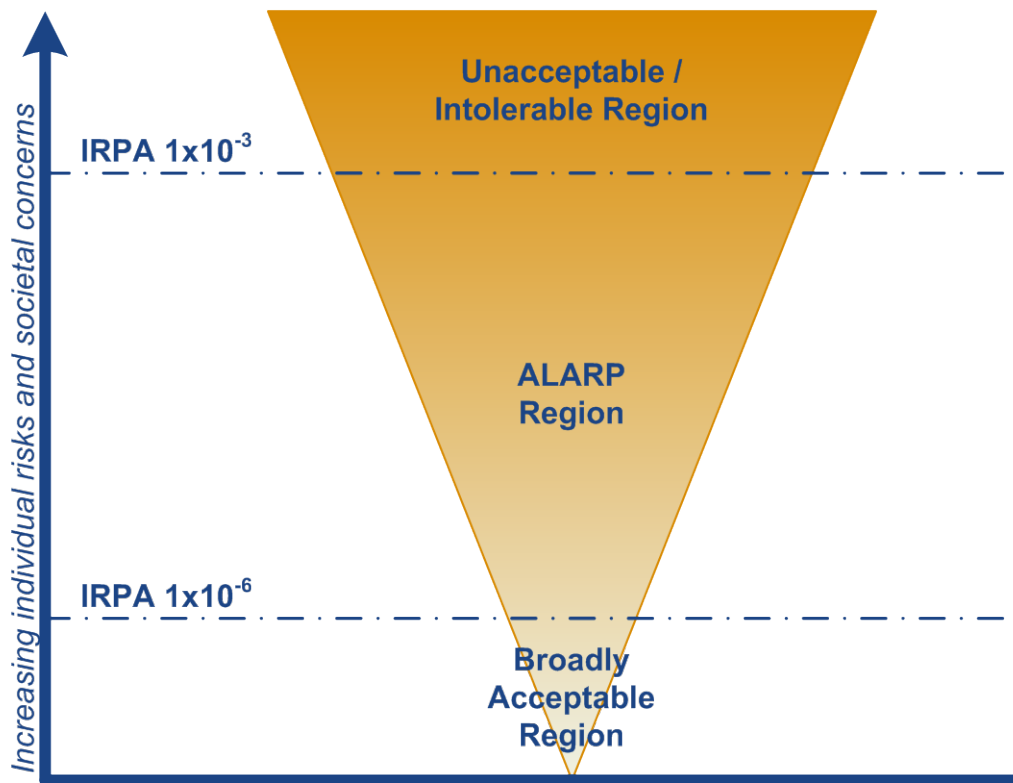 Unacceptable /
Intolerable Region
IRPA 1x10⁻³
ALARP
Region
IRPA 1x10⁻⁶
Broadly
Acceptable
Region
Increasing individual risks and societal concerns